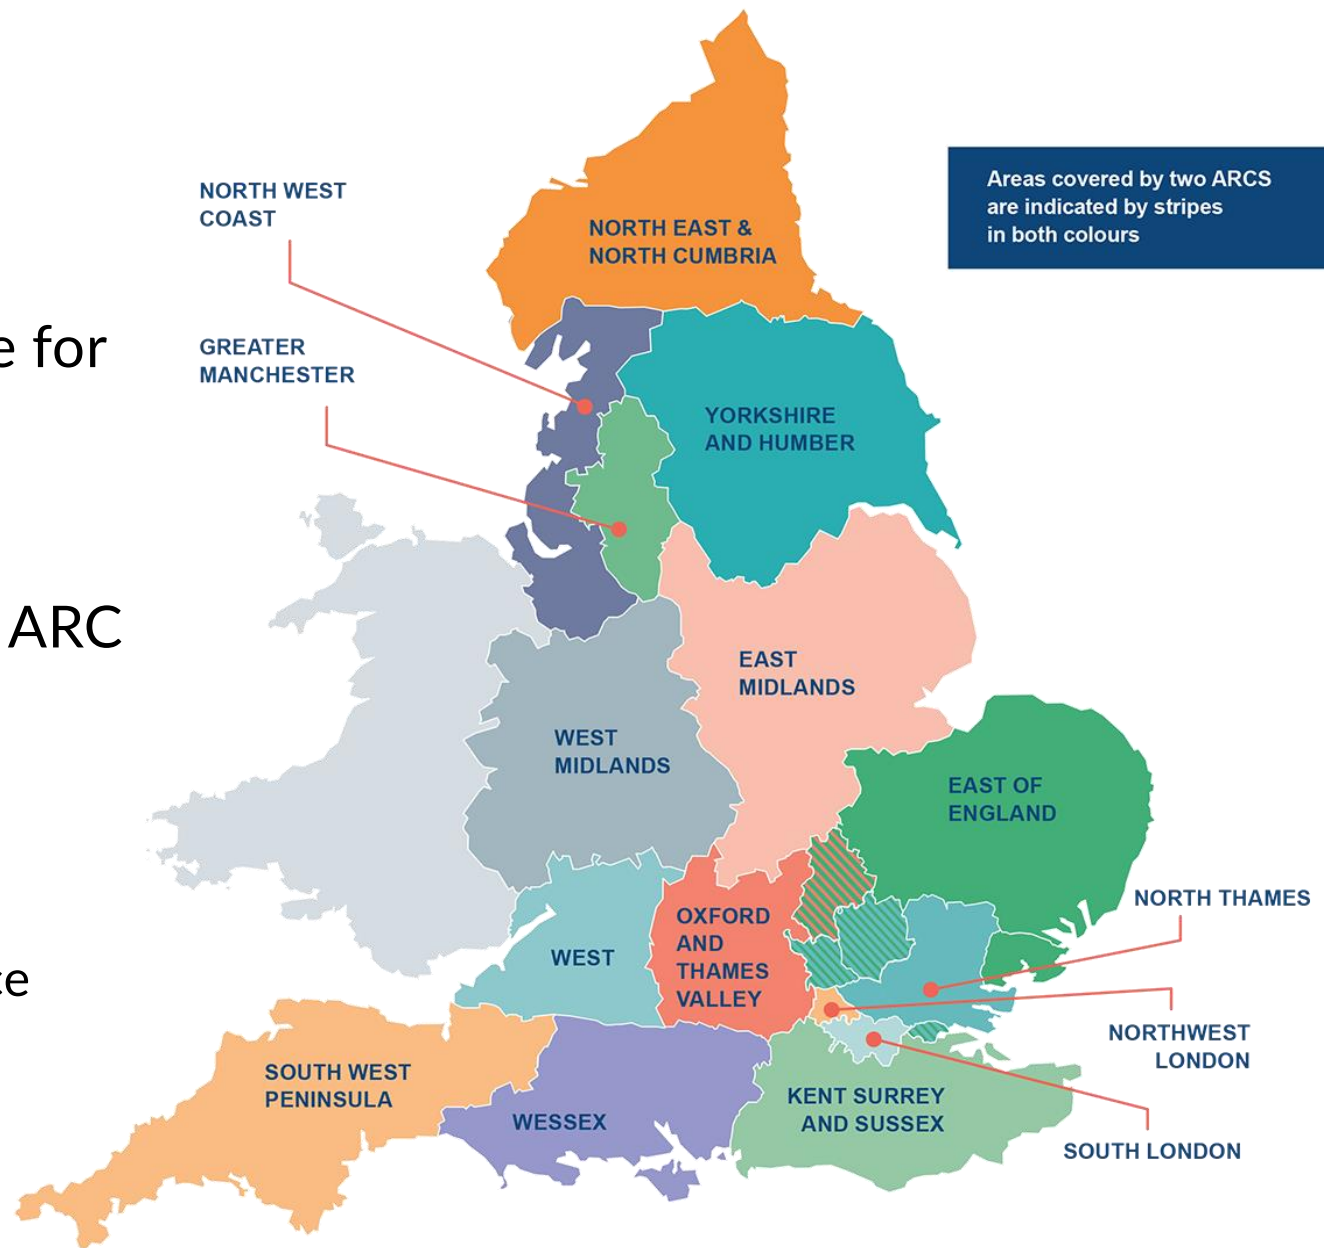 NORTH WEST
COAST
NORTH EAST &
NORTH CUMBRIA
Areas covered by two ARCS
are indicated by stripes
in both colours
e for
GREATER
MANCHESTER
YORKSHIRE
AND HUMBER
ARC
EAST
MIDLANDS
WEST
MIDLANDS
EAST OF
ENGLAND
NORTH THAMES
OXFORD
AND
THAMES
VALLEY
WEST
ce
NORTHWEST
LONDON
SOUTH WEST
PENINSULA
WESSEX
KENT SURREY
AND SUSSEX
SOUTH LONDON